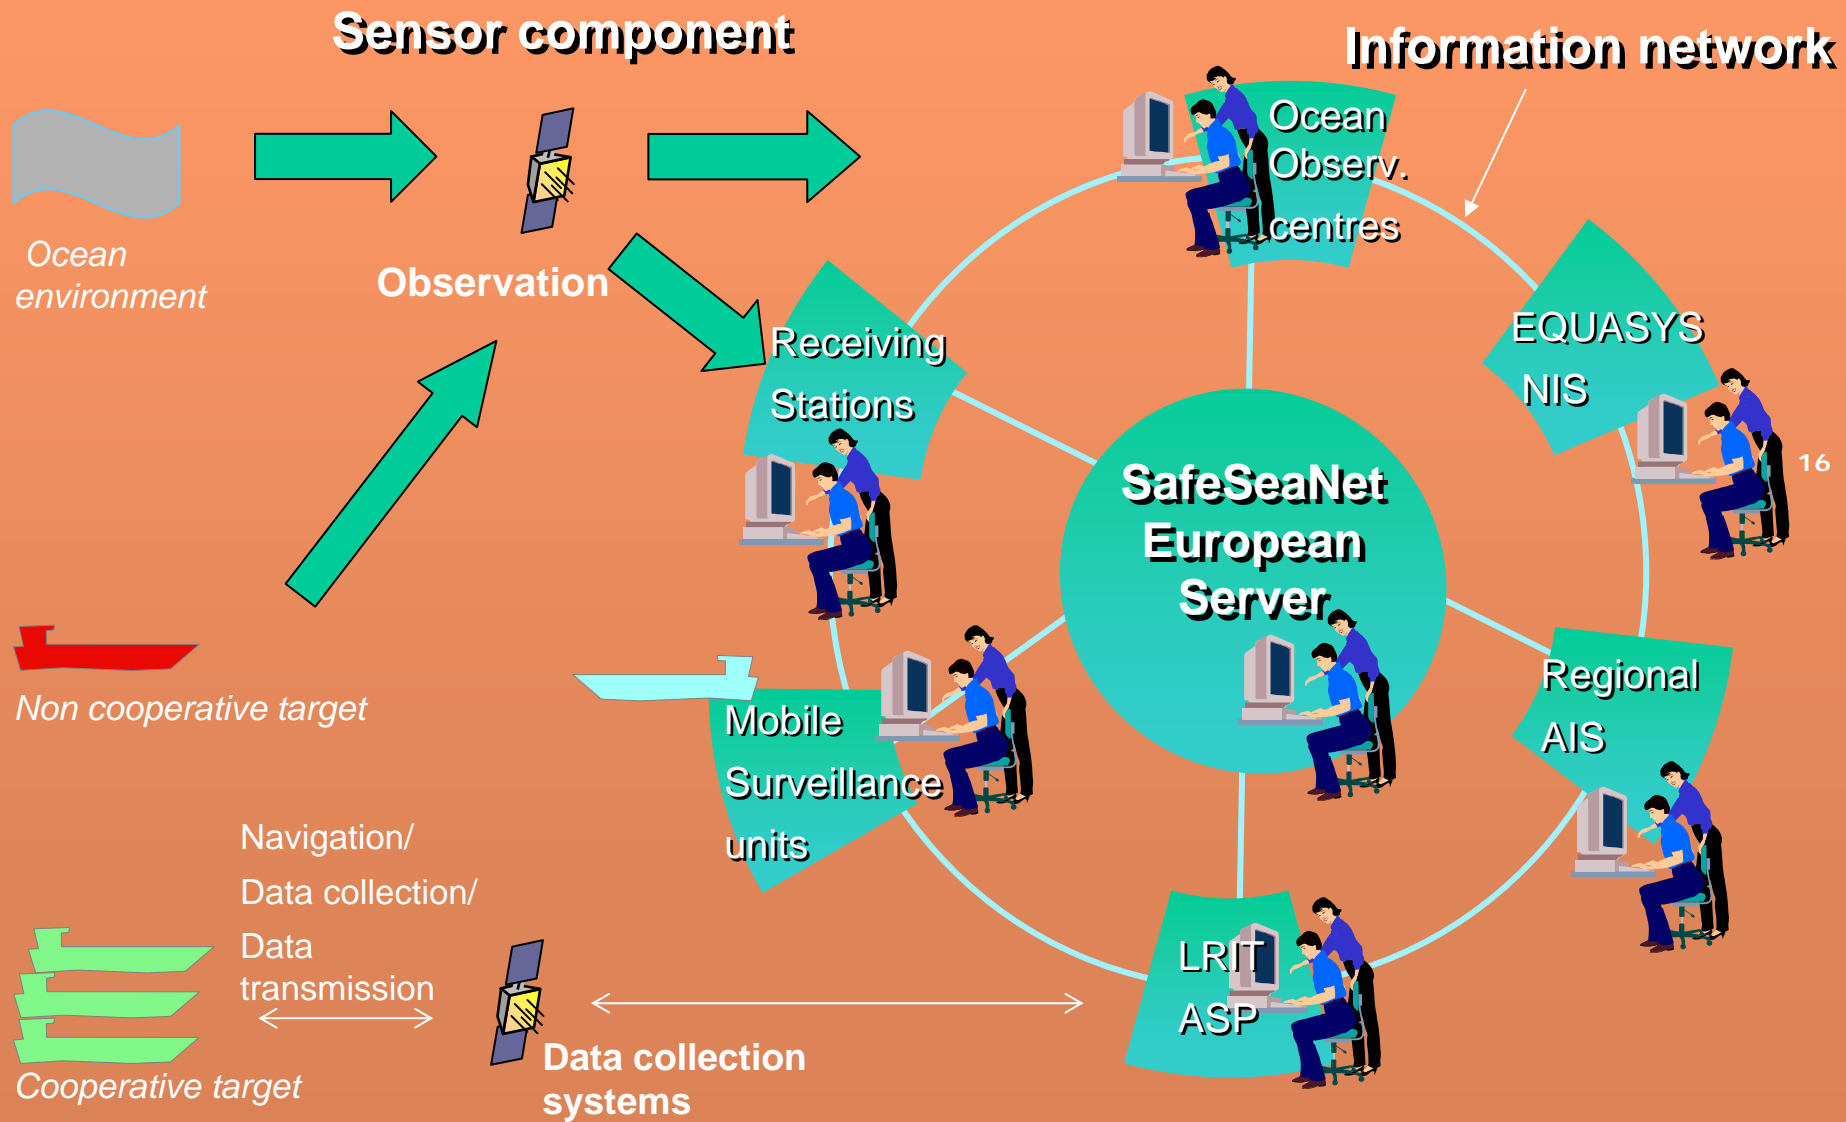 Sensor component
Information network
Ocean
environment
Observation
Ocean
Observ.
centres
Receiving
Stations
EQUASYS
NIS
16
SafeSeaNet
European
Server
Non cooperative target
Mobile
Surveillance
units
Regional
AIS
Navigation/
Data collection/
Data
transmission
LRIT
ASP
Cooperative target
Data collection
systems